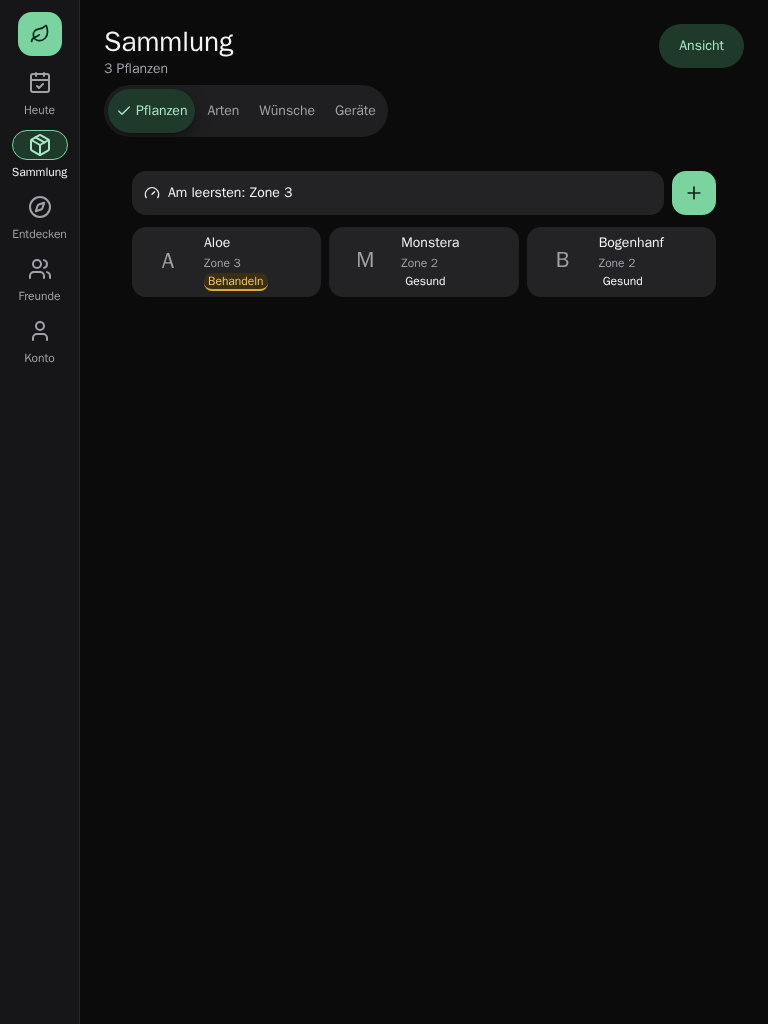 Heute
Sammlung
Entdecken
Freunde
Konto
Sammlung
3 Pflanzen
Ansicht
Pflanzen Arten Wünsche Geräte
Am leersten: Zone 3
A
Aloe
Zone 3
Behandeln
M
Monstera
Zone 2
Gesund
B
Bogenhanf
Zone 2
Gesund